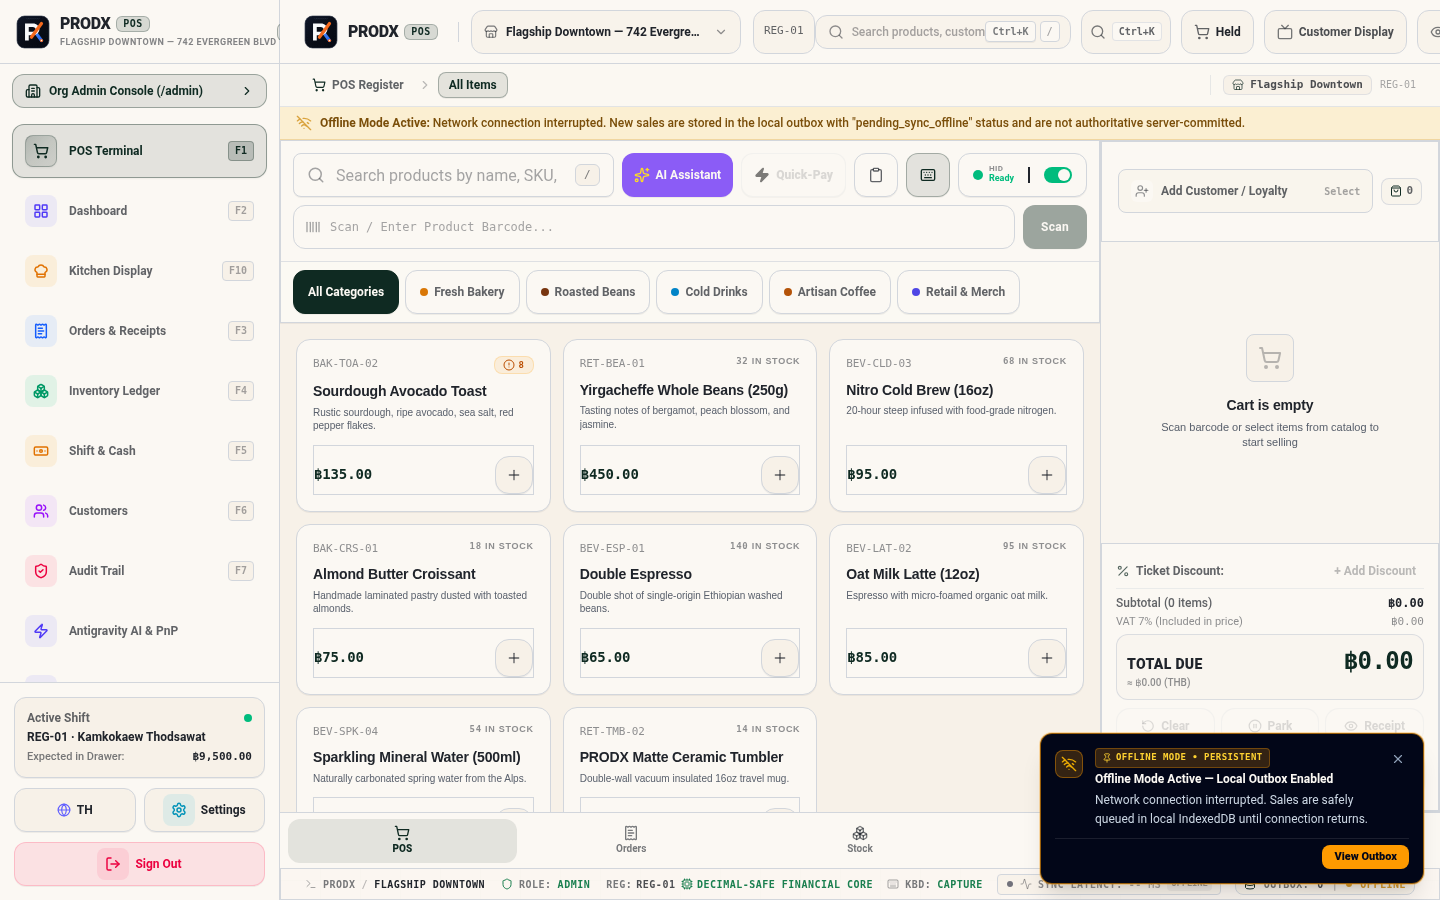 PRODX POS
FLAGSHIP DOWNTOWN — 742 EVERGREEN BLVD
Org Admin Console (/admin)
POS Terminal F1
Dashboard F2
Kitchen Display F10
Orders & Receipts F3
Inventory Ledger F4
Shift & Cash F5
Customers F6
Audit Trail F7
Antigravity AI & PnP
Active Shift
REG-01 · Kamkokaew Thodsawat
Expected in Drawer: ฿9,500.00
TH
Settings
Sign Out
PRODX POS
Flagship Downtown — 742 Evergre...
REG-01
Search products, custom Ctrl+K /
Ctrl+K
Held
Customer Display
POS Register
All Items
Flagship Downtown REG-01
Offline Mode Active: Network connection interrupted. New sales are stored in the local outbox with "pending_sync_offline" status and are not authoritative server-committed.
Search products by name, SKU, /
AI Assistant
Quick-Pay
HID
Ready
Scan / Enter Product Barcode...
Scan
All Categories
Fresh Bakery
Roasted Beans
Cold Drinks
Artisan Coffee
Retail & Merch
BAK-TOA-02 8
Sourdough Avocado Toast
Rustic sourdough, ripe avocado, sea salt, red
pepper flakes.
฿135.00
RET-BEA-01 32 IN STOCK
Yirgacheffe Whole Beans (250g)
Tasting notes of bergamot, peach blossom, and
jasmine.
฿450.00
BEV-CLD-03 68 IN STOCK
Nitro Cold Brew (16oz)
20-hour steep infused with food-grade nitrogen.
฿95.00
BAK-CRS-01 18 IN STOCK
Almond Butter Croissant
Handmade laminated pastry dusted with toasted
almonds.
฿75.00
BEV-ESP-01 140 IN STOCK
Double Espresso
Double shot of single-origin Ethiopian washed
beans.
฿65.00
BEV-LAT-02 95 IN STOCK
Oat Milk Latte (12oz)
Espresso with micro-foamed organic oat milk.
฿85.00
BEV-SPK-04 54 IN STOCK
Sparkling Mineral Water (500ml)
Naturally carbonated spring water from the Alps.
RET-TMB-02 14 IN STOCK
PRODX Matte Ceramic Tumbler
Double-wall vacuum insulated 16oz travel mug.
Add Customer / Loyalty Select
0
Cart is empty
Scan barcode or select items from catalog to
start selling
Ticket Discount: + Add Discount
Subtotal (0 items) ฿0.00
VAT 7% (Included in price) ฿0.00
TOTAL DUE ฿0.00
≈ ฿0.00 (THB)
Clear
Park
Receipt
OFFLINE MODE • PERSISTENT
Offline Mode Active — Local Outbox Enabled
Network connection interrupted. Sales are safely
queued in local IndexedDB until connection returns.
View Outbox
POS
Orders
Stock
PRODX / FLAGSHIP DOWNTOWN
ROLE: ADMIN
REG: REG-01
DECIMAL-SAFE FINANCIAL CORE
KBD: CAPTURE
SYNC LATENCY: -- MS OFFLINE
OUTBOX: 0
OFFLINE